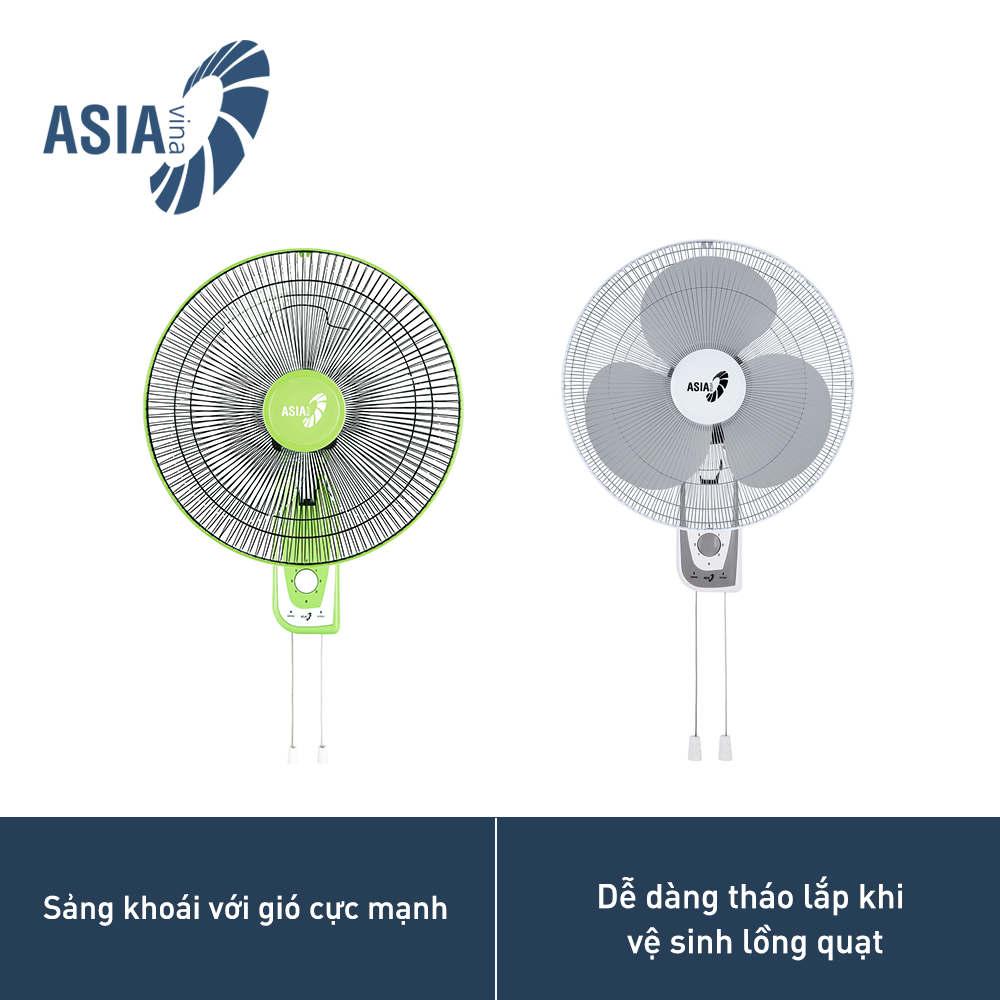 ASIA
vina
ASIA
ASIA
Sảng khoái với gió cực mạnh
Dễ dàng tháo lắp khi
vệ sinh lồng quạt